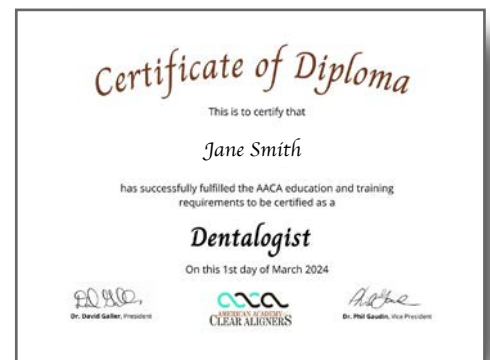 Certificate of Diploma
This is to certify that
Jane Smith
has successfully fulfilled the AACA education and training
requirements to be certified as a
Dentalogist
On this 1st day of March 2024
Dr. David Galler, President
aaca
AMERICAN ACADEMY
CLEAR ALIGNERS
Dr. Phil Gaudin, Vice President